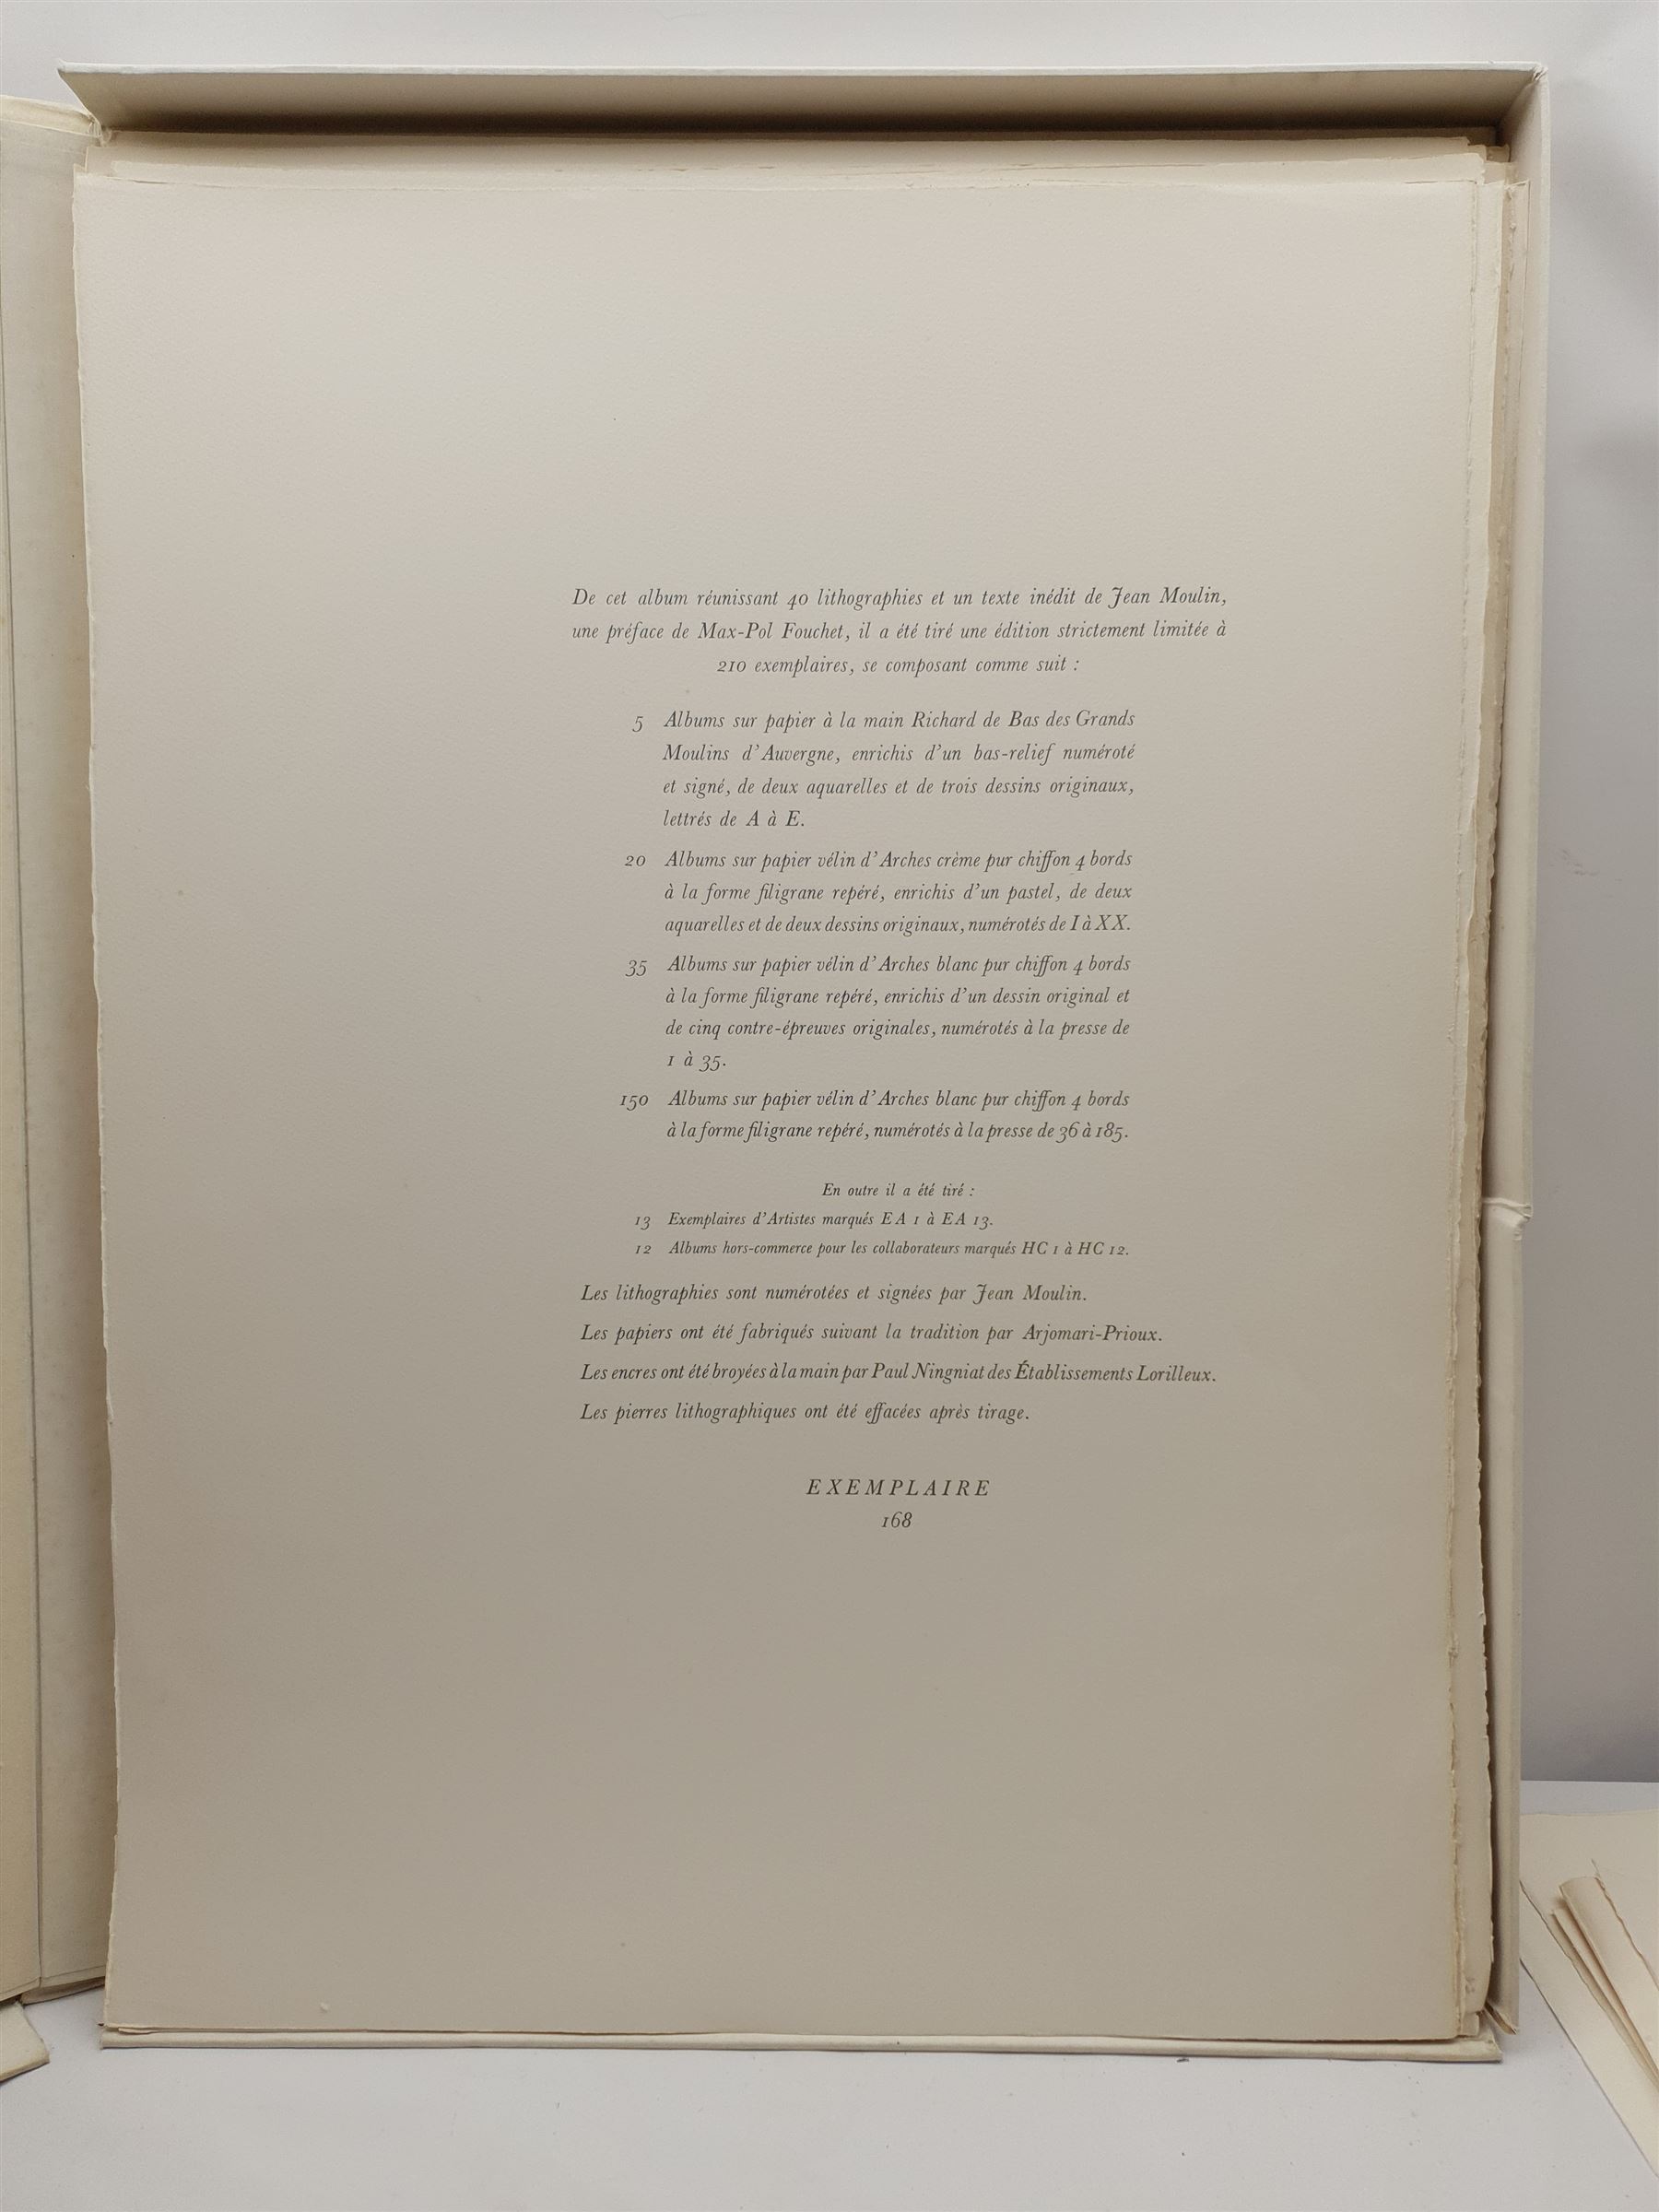 De cet album réunissant 40 lithographies et un texte inédit de Jean Moulin,
une préface de Max-Pol Fouchet, il a été tiré une édition strictement limitée à
210 exemplaires, se composant comme suit :
5 Albums sur papier à la main Richard de Bas des Grands
Moulins d'Auvergne, enrichis d'un bas-relief numéroté
et signé, de deux aquarelles et de trois dessins originaux,
lettrés de A à E.
20 Albums sur papier vélin d'Arches crème pur chiffon 4 bords
à la forme filigrane repéré, enrichis d'un pastel, de deux
aquarelles et de deux dessins originaux, numérotés de I à XX.
35 Albums sur papier vélin d'Arches blanc pur chiffon 4 bords
à la forme filigrane repéré, enrichis d'un dessin original et
de cinq contre-épreuves originales, numérotés à la presse de
1 à 35.
150 Albums sur papier vélin d'Arches blanc pur chiffon 4 bords
à la forme filigrane repéré, numérotés à la presse de 36 à 185.
En outre il a été tiré :
13 Exemplaires d'Artistes marqués EA 1 à EA 13.
12 Albums hors-commerce pour les collaborateurs marqués HC 1 à HC 12.
Les lithographies sont numérotées et signées par Jean Moulin.
Les papiers ont été fabriqués suivant la tradition par Arjomari-Prioux.
Les encres ont été broyées à la main par Paul Ningniat des Établissements Lorilleux.
Les pierres lithographiques ont été effacées après tirage.
EXEMPLAIRE
168